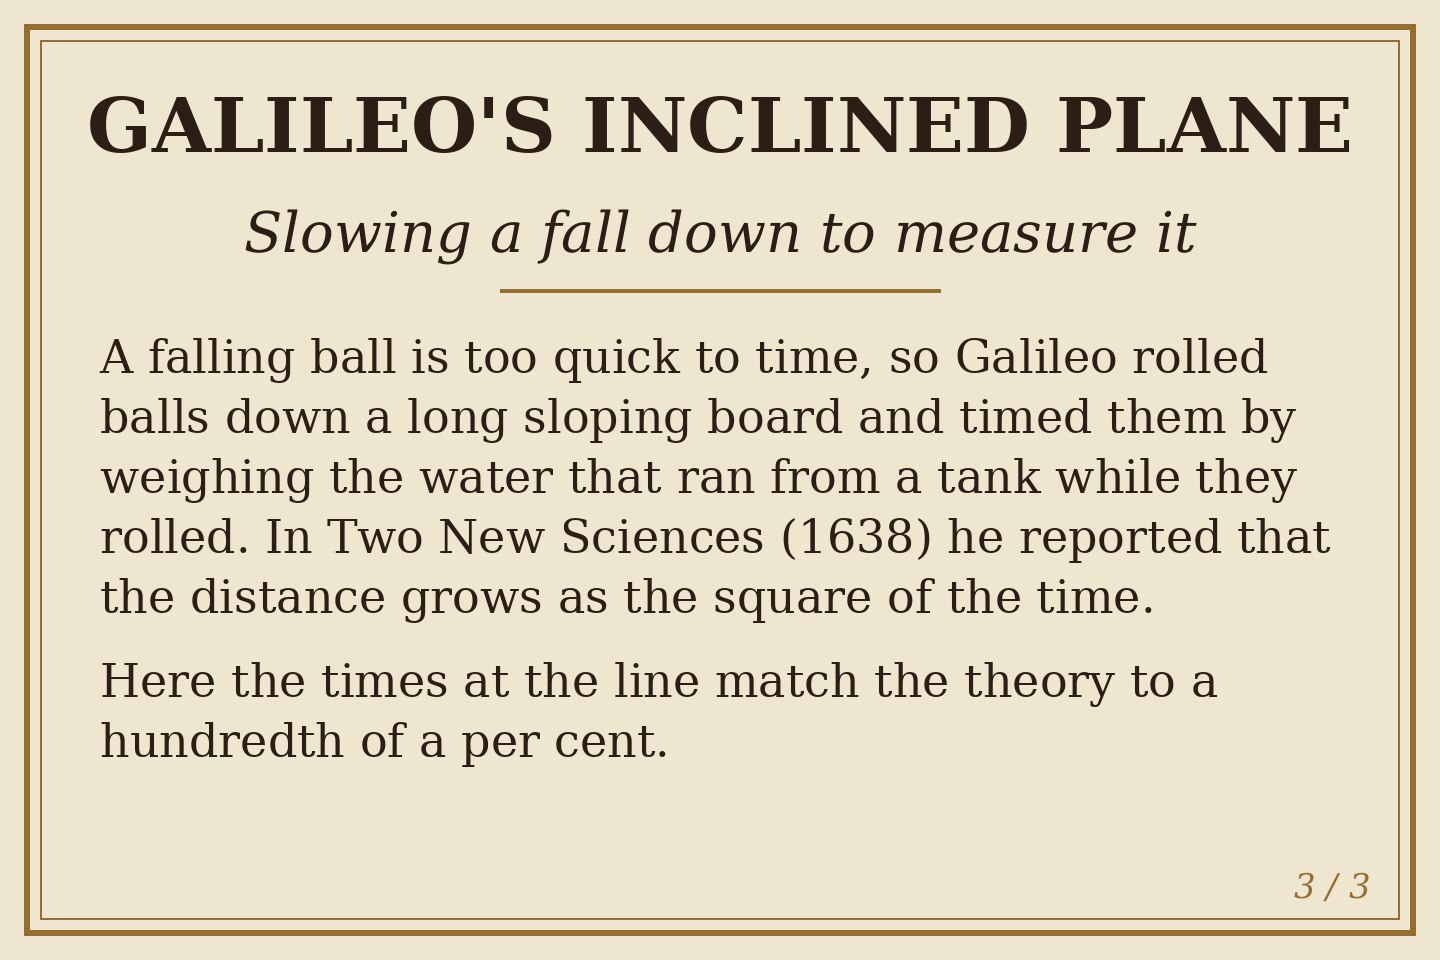 GALILEO'S INCLINED PLANE
Slowing a fall down to measure it
A falling ball is too quick to time, so Galileo rolled
balls down a long sloping board and timed them by
weighing the water that ran from a tank while they
rolled. In Two New Sciences (1638) he reported that
the distance grows as the square of the time.
Here the times at the line match the theory to a
hundredth of a per cent.
3 / 3